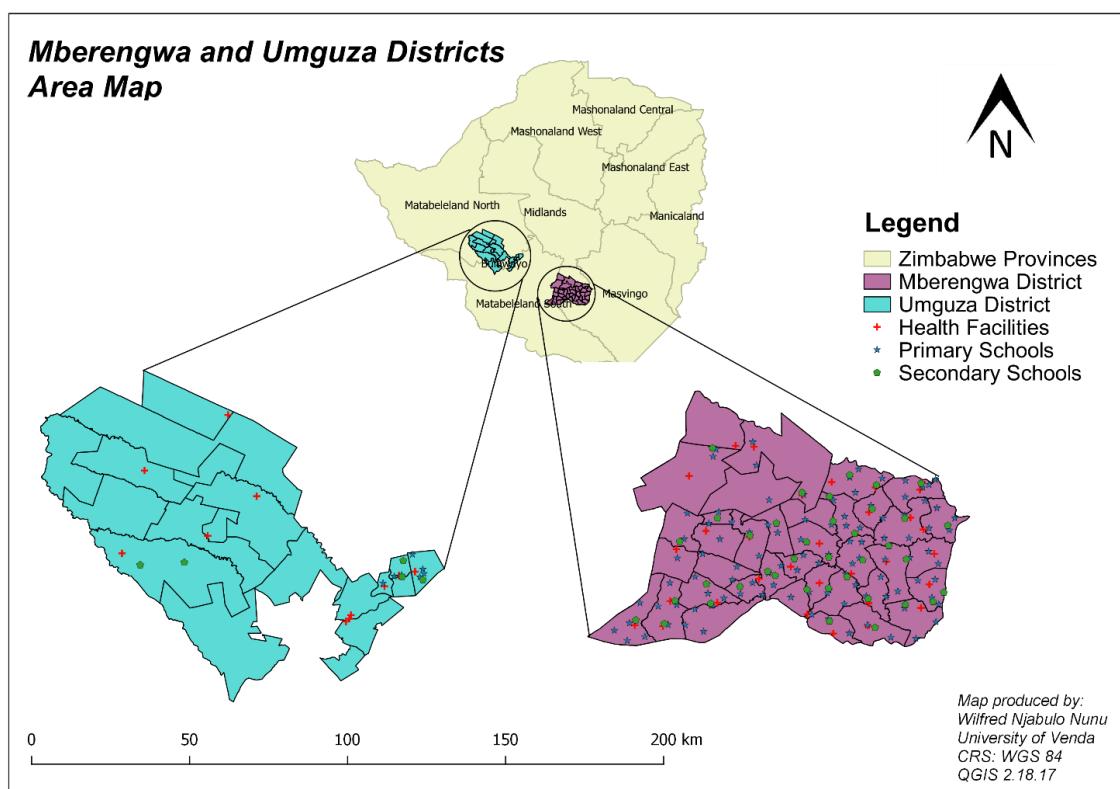 Mberengwa and Umguza Districts
Area Map
N
Mashonaland Central
Mashonaland West
Mashonaland East
Matabeleland North
Midlands
Manicaland
Bulawayo
Masvingo
Matabeleland South
Legend
Zimbabwe Provinces
Mberengwa District
Umguza District
Health Facilities
Primary Schools
Secondary Schools
Map produced by:
Wilfred Njabulo Nunu
University of Venda
CRS: WGS 84
QGIS 2.18.17
0 50 100 150 200 km